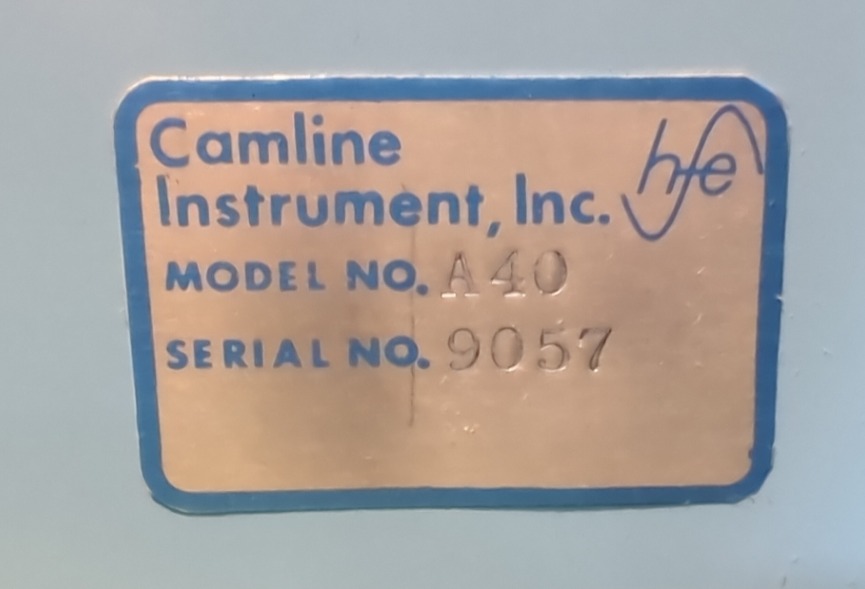 Camline
Instrument, Inc. hfe
MODEL NO. A40
SERIAL NO. 9057